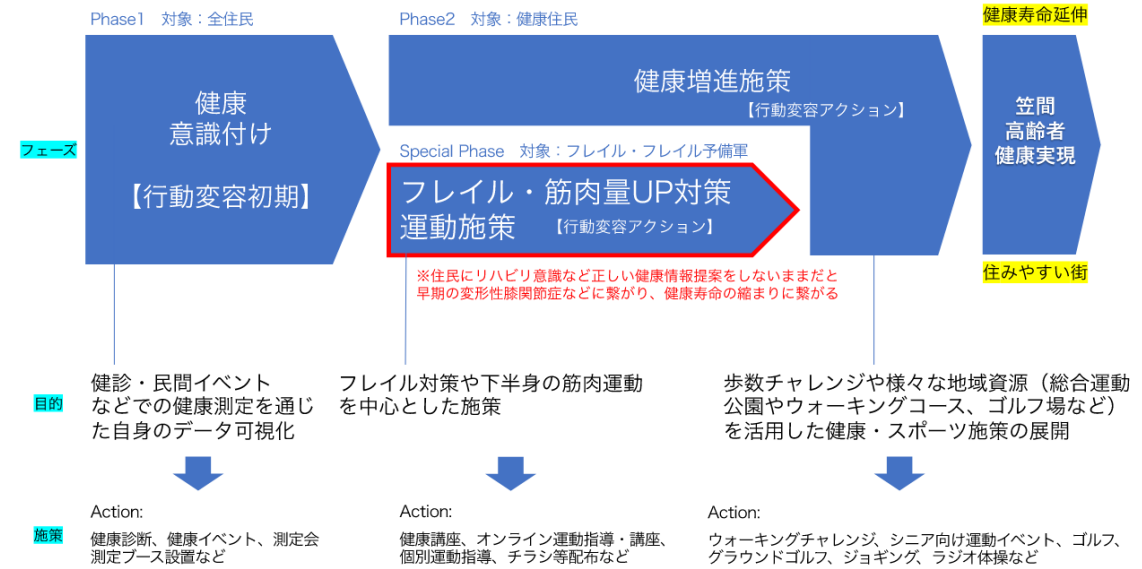 Phase1　対象：全住民
Phase2　対象：健康住民
健康寿命延伸
フェーズ
健康
意識付け
【行動変容初期】
健康増進施策
【行動変容アクション】
Special Phase　対象：フレイル・フレイル予備軍
フレイル・筋肉量UP対策
運動施策　【行動変容アクション】
※住民にリハビリ意識など正しい健康情報提案をしないままだと
早期の変形性膝関節症などに繋がり、健康寿命の縮まりに繋がる
笠間
高齢者
健康実現
住みやすい街
目的
健診・民間イベント
などでの健康測定を通じ
た自身のデータ可視化
フレイル対策や下半身の筋肉運動
を中心とした施策
歩数チャレンジや様々な地域資源（総合運動
公園やウォーキングコース、ゴルフ場など）
を活用した健康・スポーツ施策の展開
施策
Action:
健康診断、健康イベント、測定会
測定ブース設置など
Action:
健康講座、オンライン運動指導・講座、
個別運動指導、チラシ等配布など
Action:
ウォーキングチャレンジ、シニア向け運動イベント、ゴルフ、
グラウンドゴルフ、ジョギング、ラジオ体操など